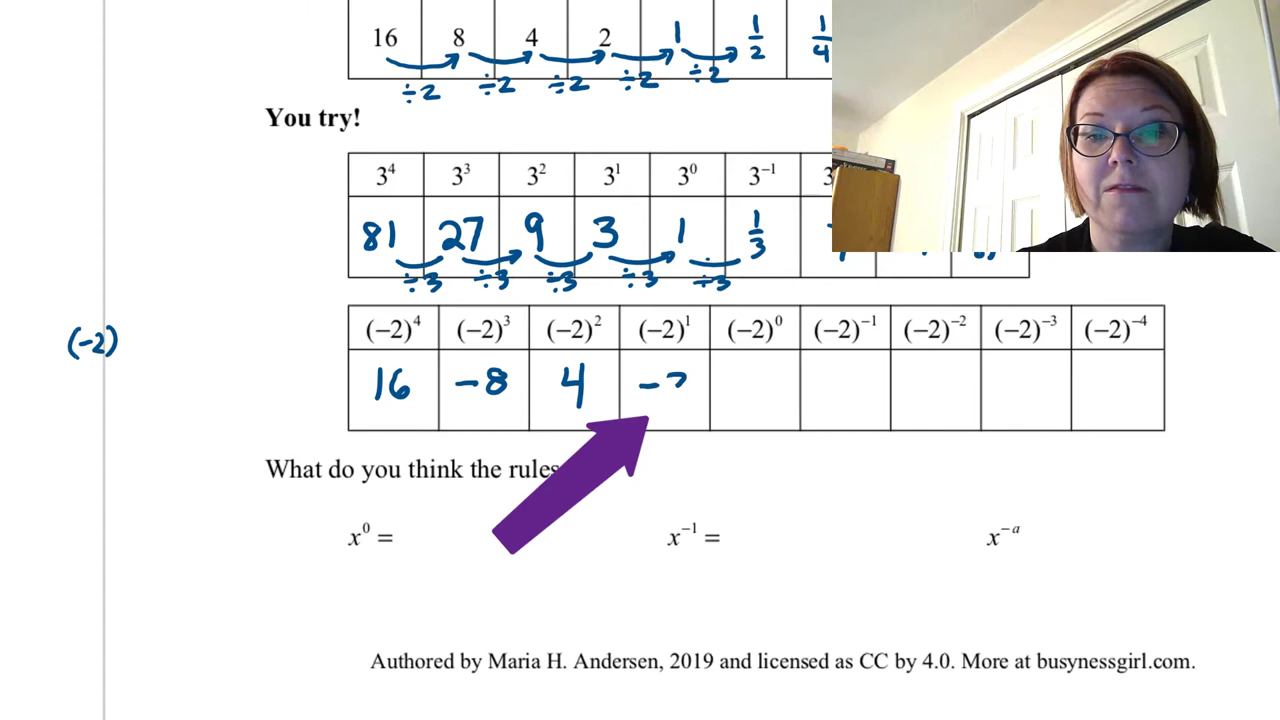 16 8 4 2 1 1/2 1/4
÷2 ÷2 ÷2 ÷2 ÷2
You try!
3⁴ 3³ 3² 3¹ 3⁰ 3⁻¹ 3
81 27 9 3 1 1/3
÷3 ÷3 ÷3 ÷3 ÷3
(-2)
(−2)⁴ (−2)³ (−2)² (−2)¹ (−2)⁰ (−2)⁻¹ (−2)⁻² (−2)⁻³ (−2)⁻⁴
16 -8 4 -2
What do you think the rules
x⁰ = x⁻¹ = x⁻ᵃ
Authored by Maria H. Andersen, 2019 and licensed as CC by 4.0. More at busynessgirl.com.